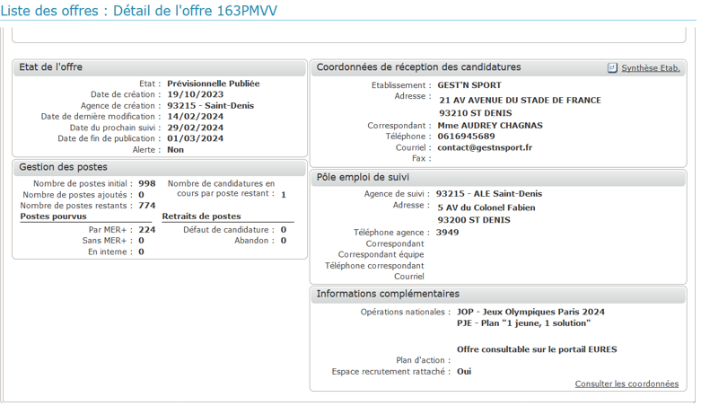 Liste des offres : Détail de l'offre 163PMVV
Etat de l'offre
Etat : Prévisionnelle Publiée
Date de création : 19/10/2023
Agence de création : 93215 - Saint-Denis
Date de dernière modification : 14/02/2024
Date du prochain suivi : 29/02/2024
Date de fin de publication : 01/03/2024
Alerte : Non
Gestion des postes
Nombre de postes initial : 998
Nombre de postes ajoutés : 0
Nombre de postes restants : 774
Nombre de candidatures en
cours par poste restant : 1
Postes pourvus
Par MER+ : 224
Sans MER+ : 0
En interne : 0
Retraits de postes
Défaut de candidature : 0
Abandon : 0
Coordonnées de réception des candidatures
Synthèse Etab.
Etablissement : GEST'N SPORT
Adresse : 21 AV AVENUE DU STADE DE FRANCE
93210 ST DENIS
Correspondant : Mme AUDREY CHAGNAS
Téléphone : 0616945689
Courriel : contact@gestnsport.fr
Fax :
Pôle emploi de suivi
Agence de suivi : 93215 - ALE Saint-Denis
Adresse : 5 AV du Colonel Fabien
93200 ST DENIS
Téléphone agence : 3949
Correspondant
Correspondant équipe
Téléphone correspondant
Courriel
Informations complémentaires
Opérations nationales : JOP - Jeux Olympiques Paris 2024
PJE - Plan "1 jeune, 1 solution"
Offre consultable sur le portail EURES
Plan d'action :
Espace recrutement rattaché : Oui
Consulter les coordonnées